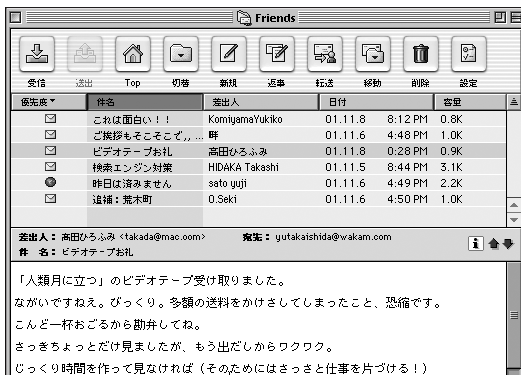 Friends
受信 送出 Top 切替 新規 返事 転送 移動 削除 設定
優先度 件名 差出人 日付 容量
これは面白い！！ KomiyamaYukiko 01.11.8 8:12 PM 0.8K
ご挨拶もそこそこで,, ... 畔 01.11.6 4:48 PM 1.0K
ビデオテープお礼 高田ひろふみ 01.11.8 0:28 PM 0.9K
検索エンジン対策 HIDAKA Takashi 01.11.5 8:44 PM 3.1K
昨日は済みません sato yuji 01.11.6 4:49 PM 2.2K
追補：荒木町 O.Seki 01.11.6 4:50 PM 1.0K
差出人： 高田ひろふみ <takada@mac.com> 宛先： yutakaishida@wakam.com
件 名： ビデオテープお礼
「人類月に立つ」のビデオテープ受け取りました。
ながいですねえ。びっくり。多額の送料をかけさしてしまったこと、恐縮です。
こんど一杯おごるから勘弁してね。
さっきちょっとだけ見ましたが、もう出だしからワクワク。
じっくり時間を作って見なければ（そのためにはさっさと仕事を片づける！）